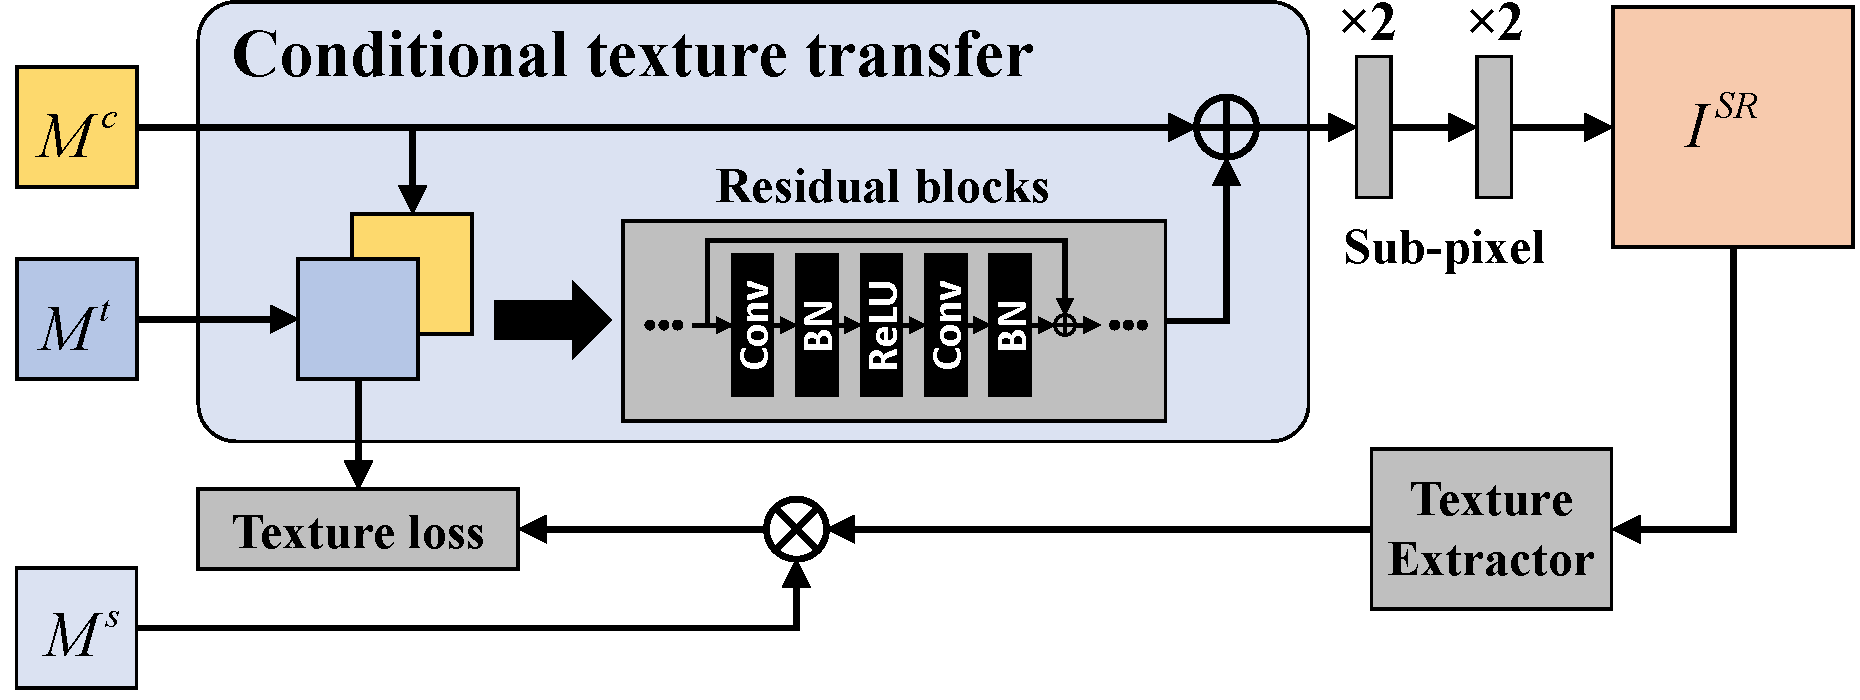 Conditional texture transfer
×2 ×2
M^c
I^SR
Residual blocks
Sub-pixel
M^t
••• Conv BN ReLU Conv BN •••
Texture loss
Texture
Extractor
M^s